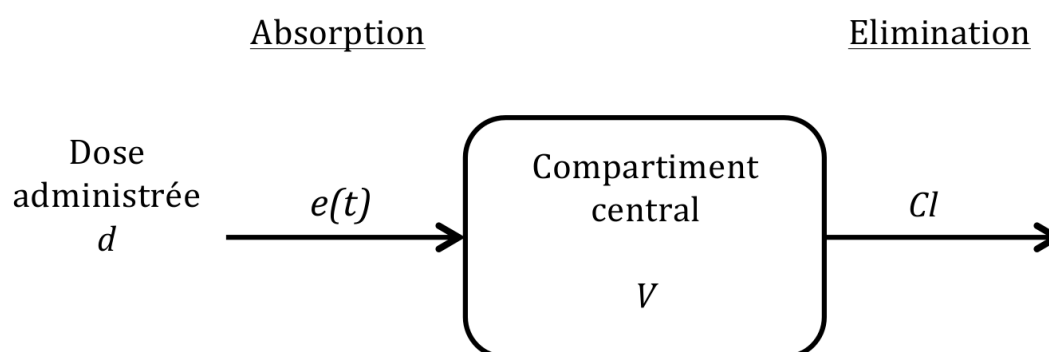 Absorption
Elimination
Dose
administrée
d
e(t)
Compartiment
central
V
Cl